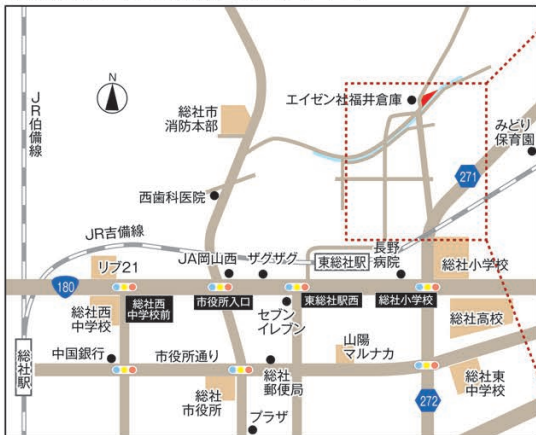 JR伯備線
N
総社市
消防本部
エイゼン社福井倉庫
みどり
保育園
271
西歯科医院
JR吉備線
JA岡山西
ザグザグ
東総社駅
長野
病院
総社小学校
リブ21
180
総社西
中学校前
市役所入口
東総社駅西
総社小学校
総社西
中学校
セブン
イレブン
総社高校
総社駅
中国銀行
市役所通り
総社
郵便局
山陽
マルナカ
総社東
中学校
総社
市役所
プラザ
272